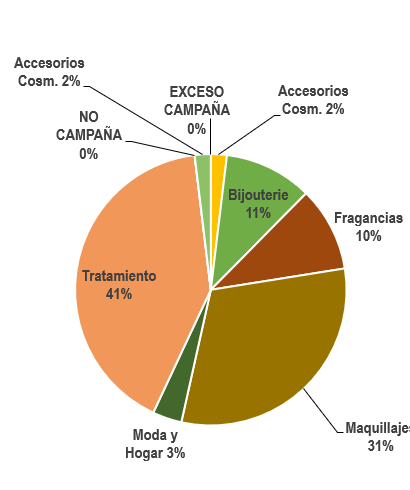 Accesorios
Cosm. 2%
EXCESO
CAMPAÑA
0%
Accesorios
Cosm. 2%
NO
CAMPAÑA
0%
Bijouterie
11%
Fragancias
10%
Tratamiento
41%
Maquillajes
31%
Moda y
Hogar 3%